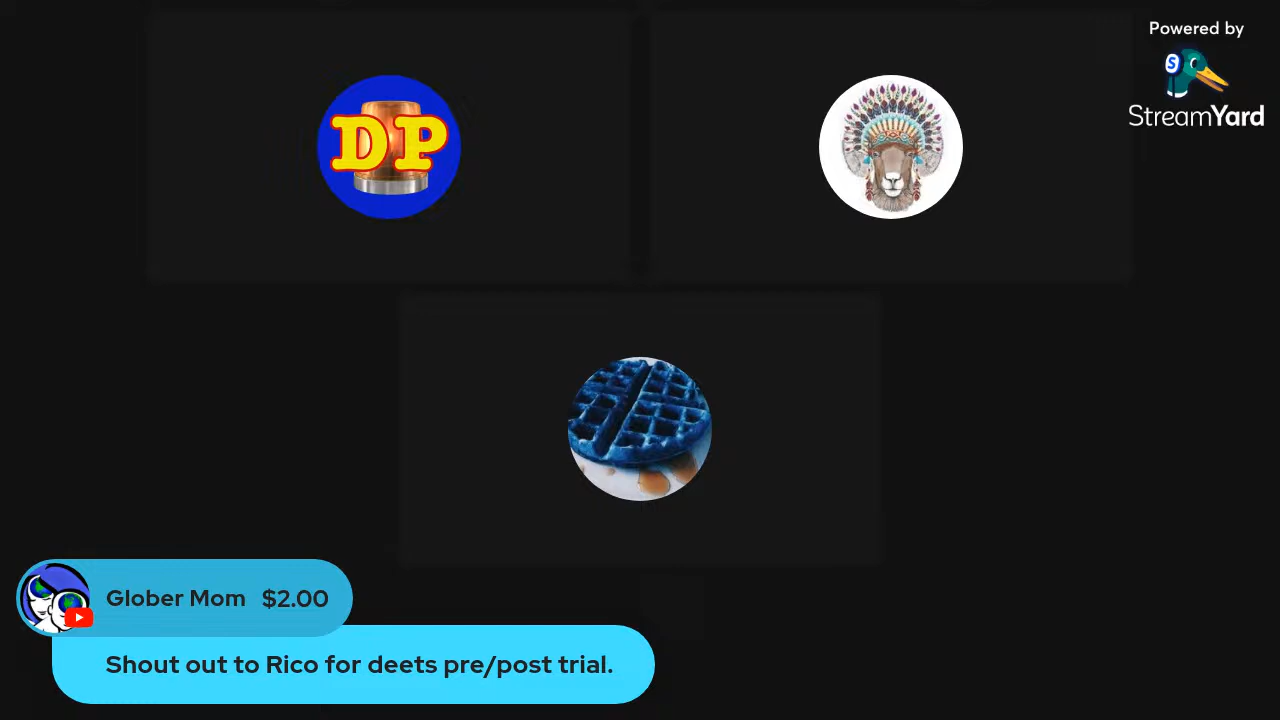 Powered by
S
StreamYard
DP
Glober Mom $2.00
Shout out to Rico for deets pre/post trial.